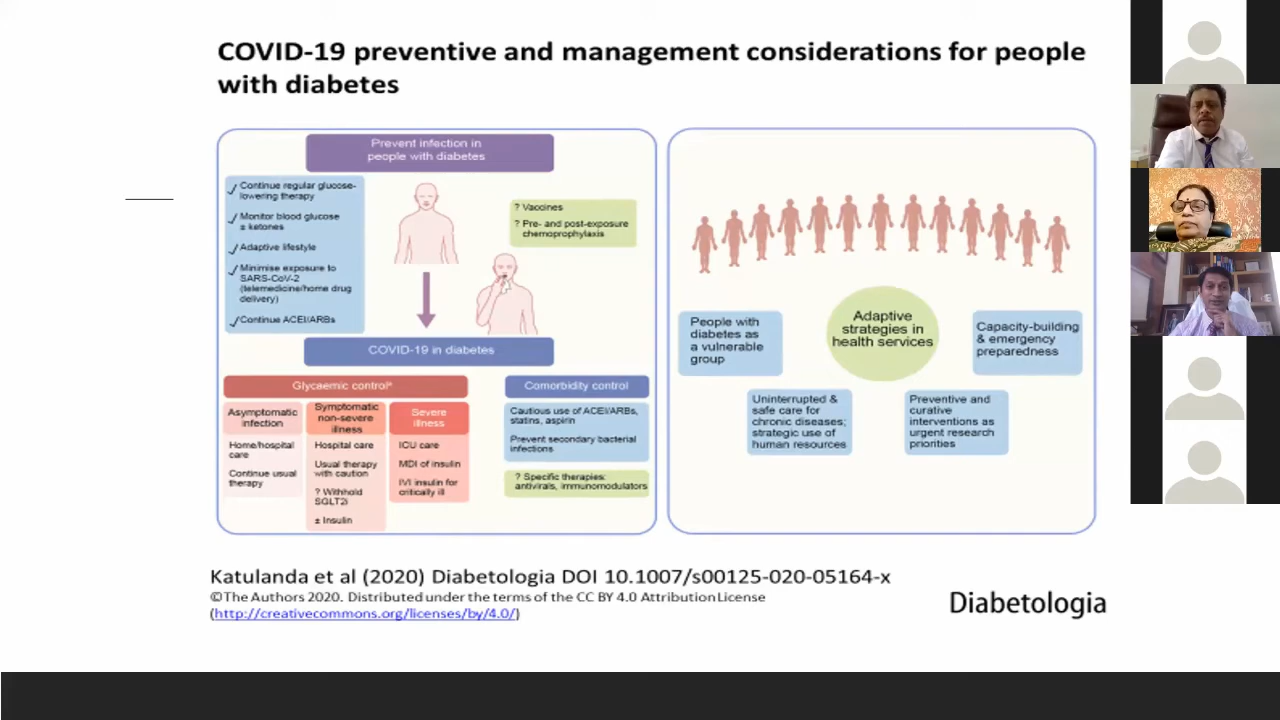 COVID-19 preventive and management considerations for people
with diabetes
Prevent infection in
people with diabetes
Continue regular glucose-
lowering therapy
Monitor blood glucose
± ketones
Adaptive lifestyle
Minimise exposure to
SARS-CoV-2
(telemedicine/home drug
delivery)
Continue ACEI/ARBs
? Vaccines
? Pre- and post-exposure
chemoprophylaxis
COVID-19 in diabetes
Glycaemic controlª
Asymptomatic
infection
Home/hospital
care
Continue usual
therapy
Symptomatic
non-severe
illness
Hospital care
Usual therapy
with caution
? Withhold
SGLT2i
± Insulin
Severe
illness
ICU care
MDI of insulin
IVI insulin for
critically ill
Comorbidity control
Cautious use of ACEI/ARBs,
statins, aspirin
Prevent secondary bacterial
infections
? Specific therapies:
antivirals, immunomodulators
People with
diabetes as
a vulnerable
group
Adaptive
strategies in
health services
Capacity-building
& emergency
preparedness
Uninterrupted &
safe care for
chronic diseases;
strategic use of
human resources
Preventive and
curative
interventions as
urgent research
priorities
Katulanda et al (2020) Diabetologia DOI 10.1007/s00125-020-05164-x
©The Authors 2020. Distributed under the terms of the CC BY 4.0 Attribution License
(http://creativecommons.org/licenses/by/4.0/)
Diabetologia